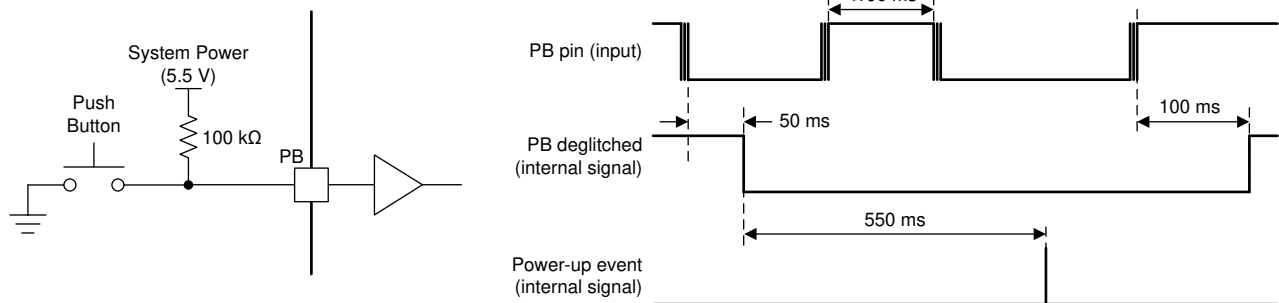 System Power
(5.5 V)
Push
Button
100 kΩ
PB
PB pin (input)
100 ms
50 ms
PB deglitched
(internal signal)
550 ms
Power-up event
(internal signal)